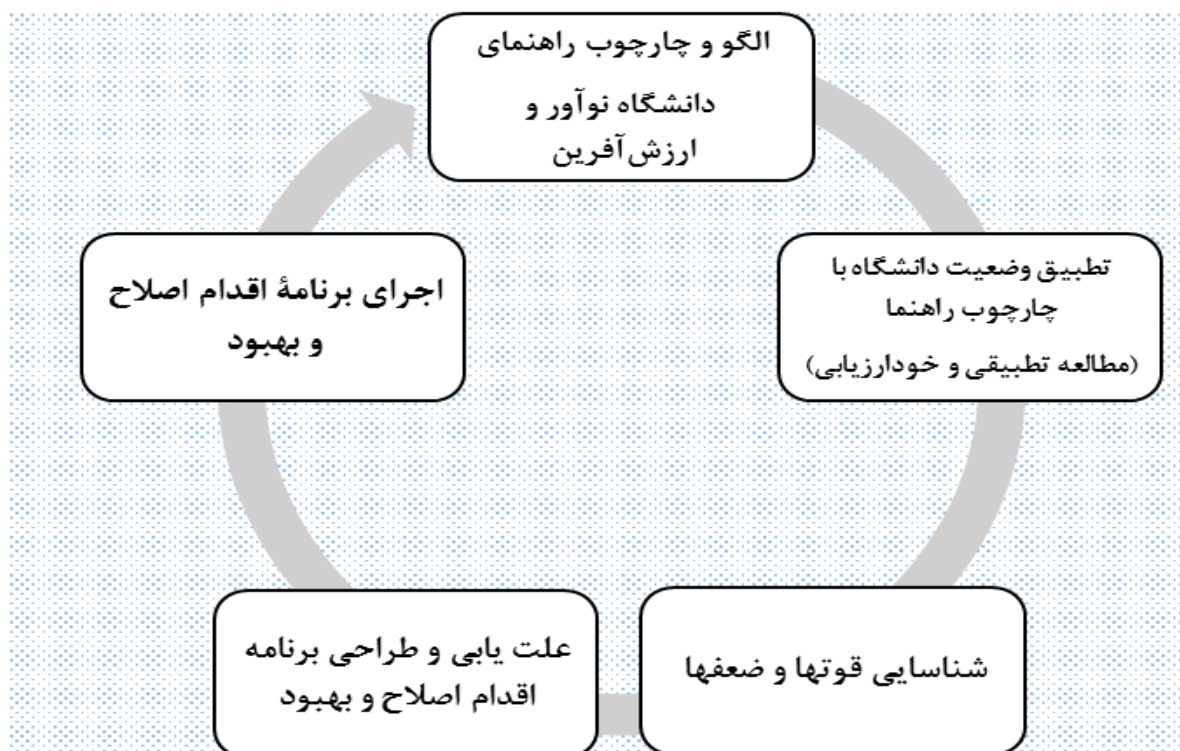 الگو و چارچوب راهنمای
دانشگاه نوآور و
ارزش‌آفرین
تطبیق وضعیت دانشگاه با
چارچوب راهنما
(مطالعه تطبیقی و خودارزیابی)
شناسایی قوتها و ضعفها
علت یابی و طراحی برنامه
اقدام اصلاح و بهبود
اجرای برنامهٔ اقدام اصلاح
و بهبود